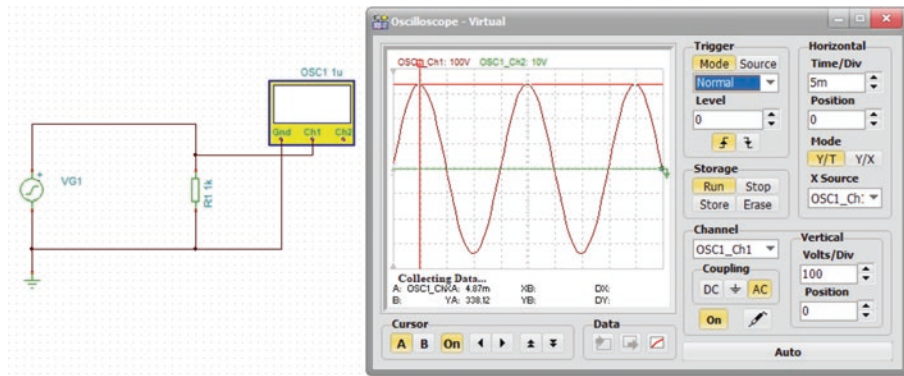 OSC1 1u
Gnd Ch1 Ch2
VG1
R1 1k
Oscilloscope - Virtual
OSC1_Ch1: 100V OSC1_Ch2: 10V
Collecting Data...
A: XA: 4.87m XB: DX:
B: YA: 338.12 YB: DY:
Cursor
A B On
Data
Trigger
Mode Source
Normal
Level
0
Storage
Run Stop
Store Erase
Horizontal
Time/Div
5m
Position
0
Mode
Y/T Y/X
X Source
OSC1_Ch:
Channel
OSC1_Ch1
Coupling
DC AC
On
Vertical
Volts/Div
100
Position
0
Auto